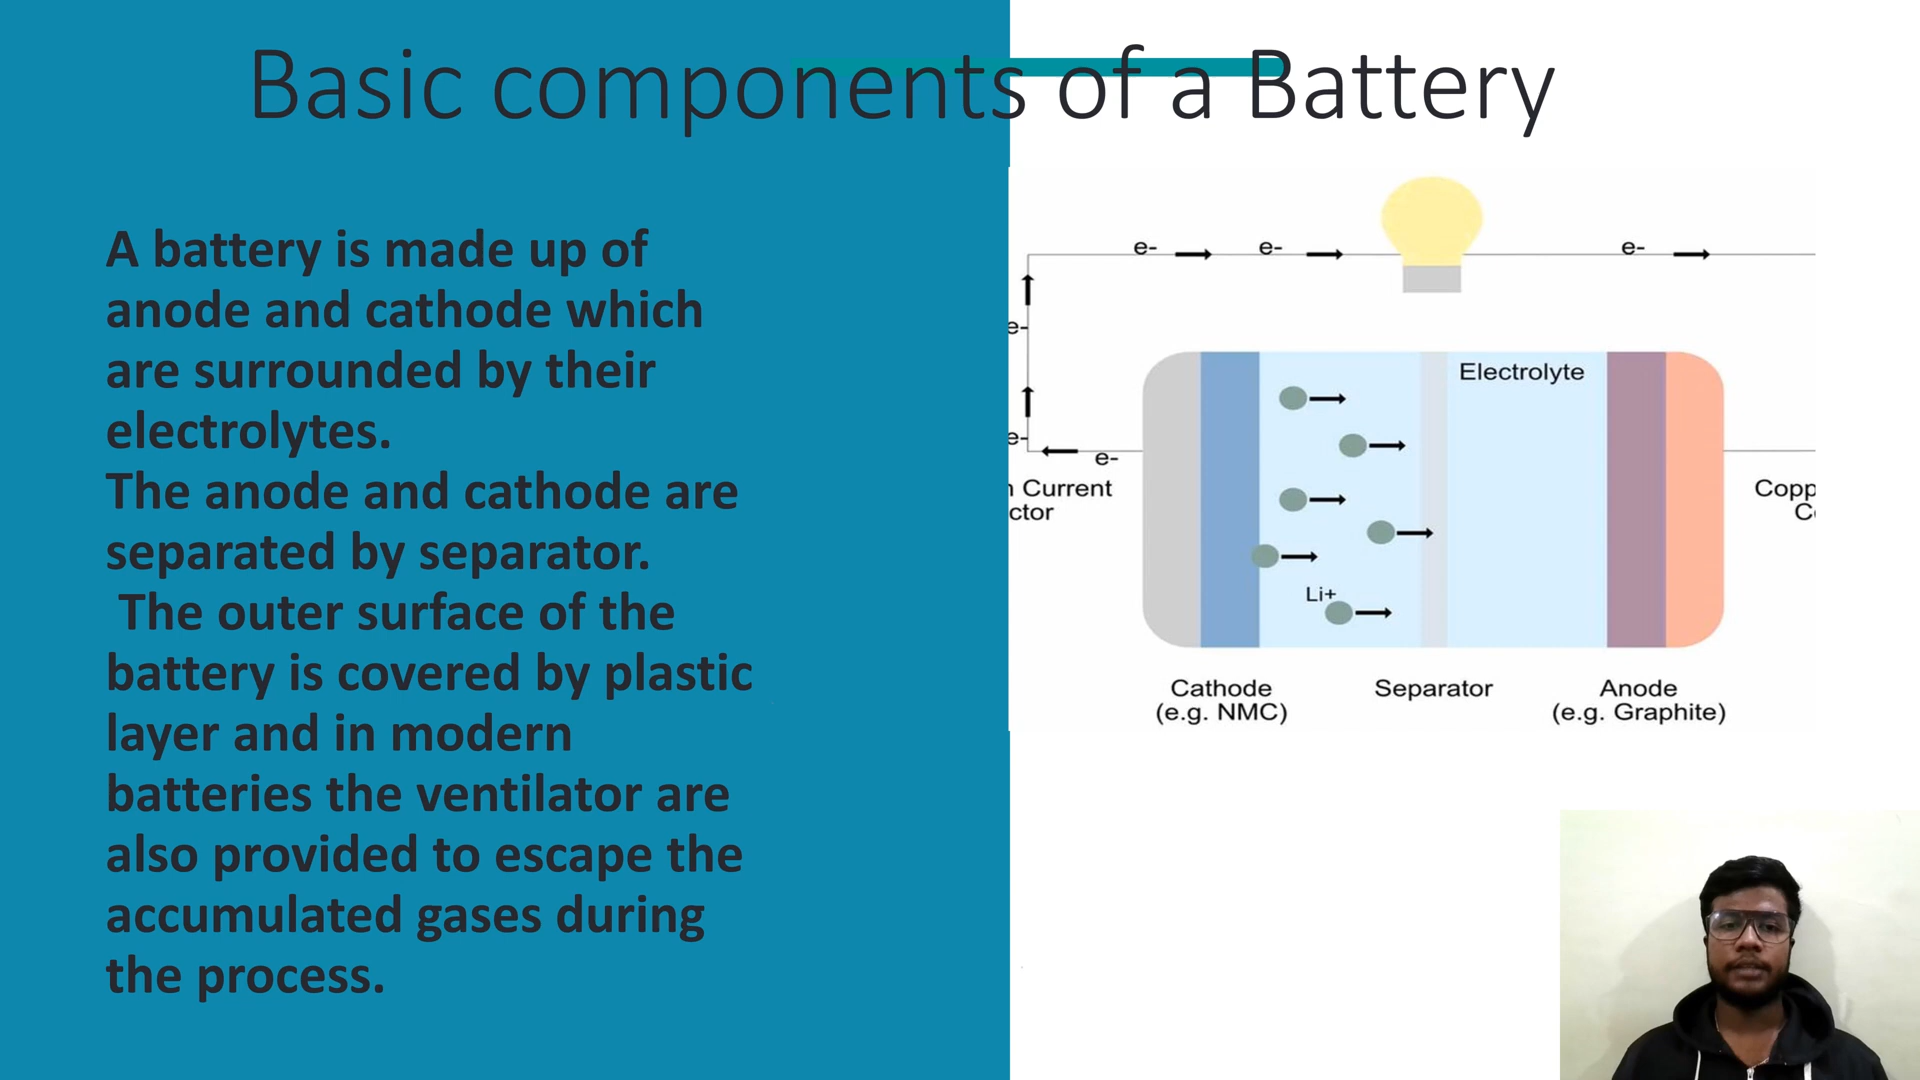 Basic components of a Battery
A battery is made up of
anode and cathode which
are surrounded by their
electrolytes.
The anode and cathode are
separated by separator.
The outer surface of the
battery is covered by plastic
layer and in modern
batteries the ventilator are
also provided to escape the
accumulated gases during
the process.
e- e- e-
e-
e-
e-
Electrolyte
Current
ctor
Copp
C
Li+
Cathode
(e.g. NMC)
Separator
Anode
(e.g. Graphite)